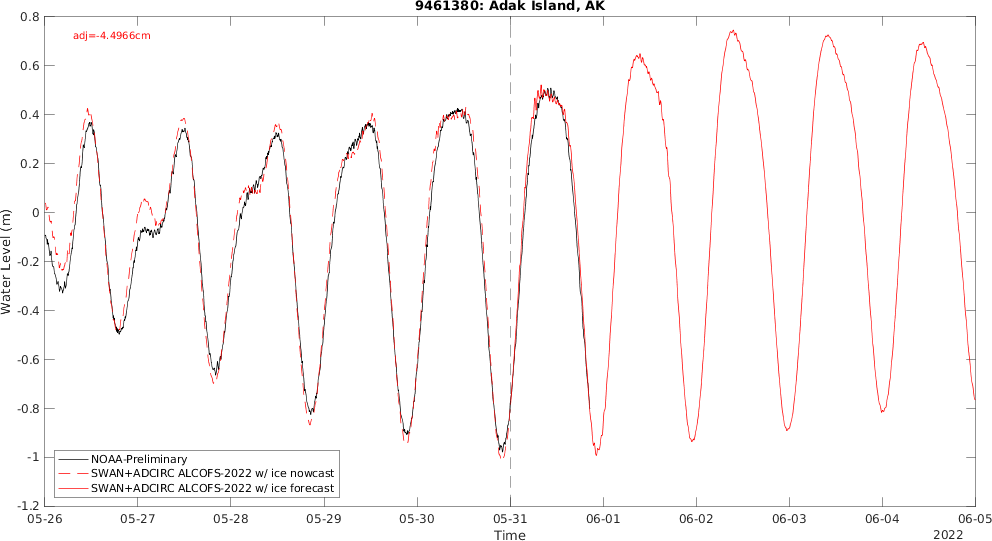 9461380: Adak Island, AK
adj=-4.4966cm
0.8
0.6
0.4
0.2
0
-0.2
-0.4
-0.6
-0.8
-1
-1.2
Water Level (m)
NOAA-Preliminary
SWAN+ADCIRC ALCOFS-2022 w/ ice nowcast
SWAN+ADCIRC ALCOFS-2022 w/ ice forecast
05-26 05-27 05-28 05-29 05-30 05-31 06-01 06-02 06-03 06-04 06-05
Time
2022